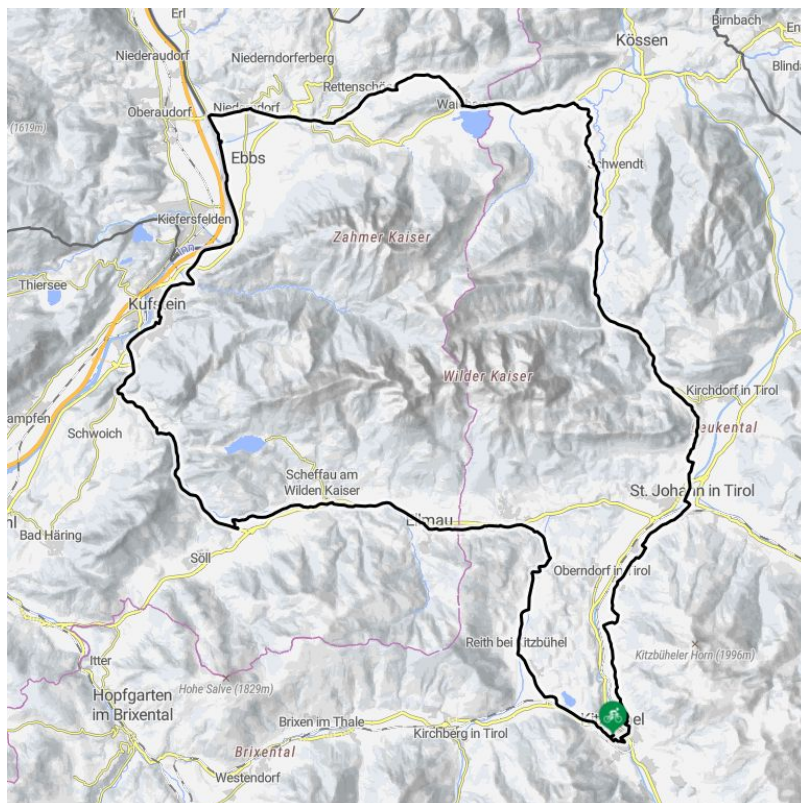 Erl
Birnbach
Kössen
Niederaudorf
Niederndorferberg
Oberaudorf
(1619m)
Ebbs
Schwendt
Kiefersfelden
Zahmer Kaiser
Inn
Thiersee
Kufstein
Wilder Kaiser
Kirchdorf in Tirol
Schwoich
Scheffau am
Wilden Kaiser
St. Johann in Tirol
Bad Häring
Söll
Oberndorf in Tirol
Reith bei Kitzbühel
Kitzbüheler Horn (1996m)
Itter
Hohe Salve (1829m)
Hopfgarten
im Brixental
Brixen im Thale
Kirchberg in Tirol
Brixental
Westendorf